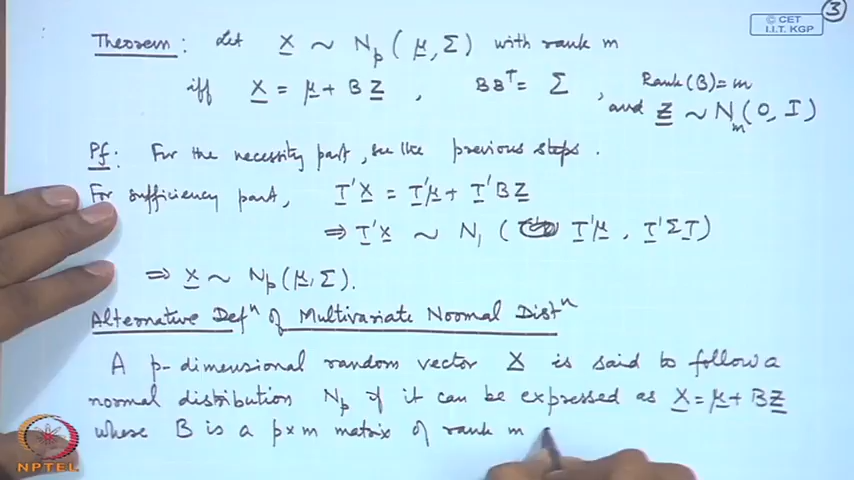 3
© CET
I.I.T. KGP
Theorem : Let X ~ N_p ( μ, Σ ) with rank m
iff X = μ + B Z , BB^T = Σ , Rank(B) = m
and Z ~ N_m (0, I)
Pf : For the necessity part, see the previous steps .
For sufficiency part, T'X = T'μ + T'BZ
⇒ T'X ~ N_1 ( T'μ , T'ΣT )
⇒ X ~ N_p(μ, Σ).
Alternative Def^n of Multivariate Normal Dist^n
A p-dimensional random vector X is said to follow a
normal distribution N_p if it can be expressed as X = μ + BZ
where B is a p×m matrix of rank m
NPTEL